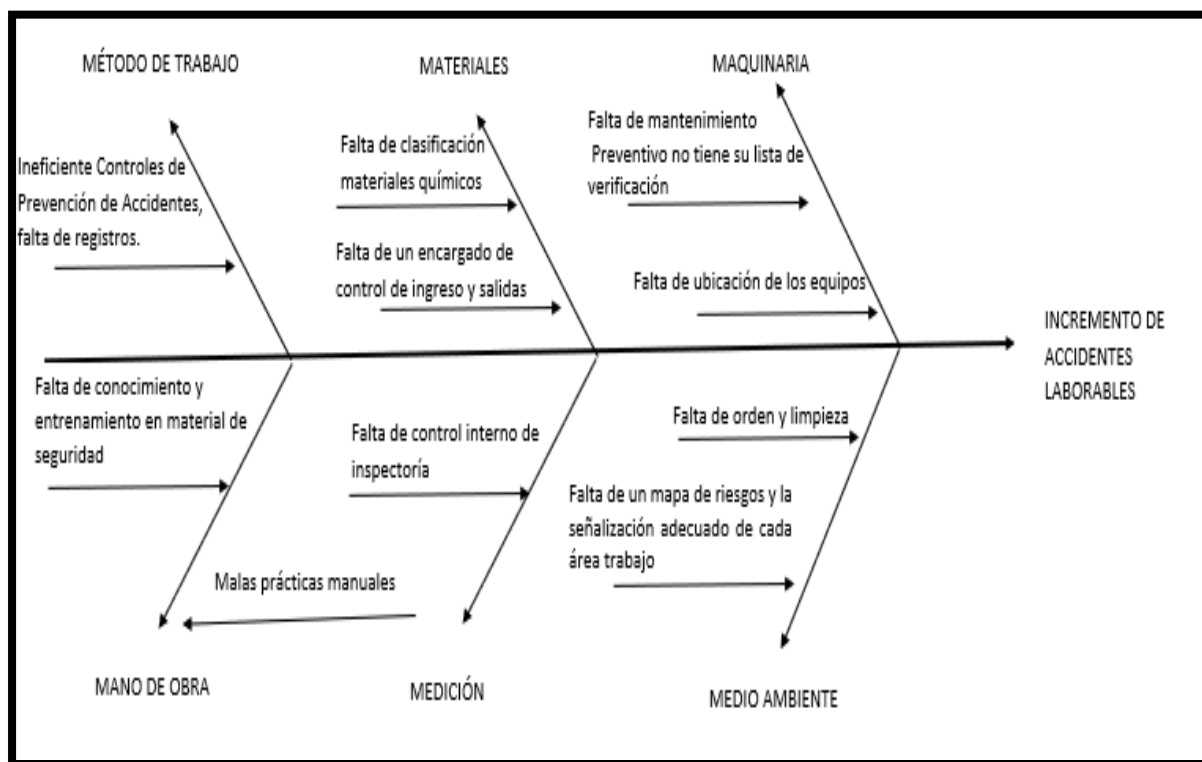 MÉTODO DE TRABAJO
MATERIALES
MAQUINARIA
Ineficiente Controles de
Prevención de Accidentes,
falta de registros.
Falta de clasificación
materiales químicos
Falta de un encargado de
control de ingreso y salidas
Falta de mantenimiento
Preventivo no tiene su lista de
verificación
Falta de ubicación de los equipos
INCREMENTO DE
ACCIDENTES
LABORABLES
Falta de conocimiento y
entrenamiento en material de
seguridad
Malas prácticas manuales
Falta de control interno de
inspectoría
Falta de orden y limpieza
Falta de un mapa de riesgos y la
señalización adecuado de cada
área trabajo
MANO DE OBRA
MEDICIÓN
MEDIO AMBIENTE